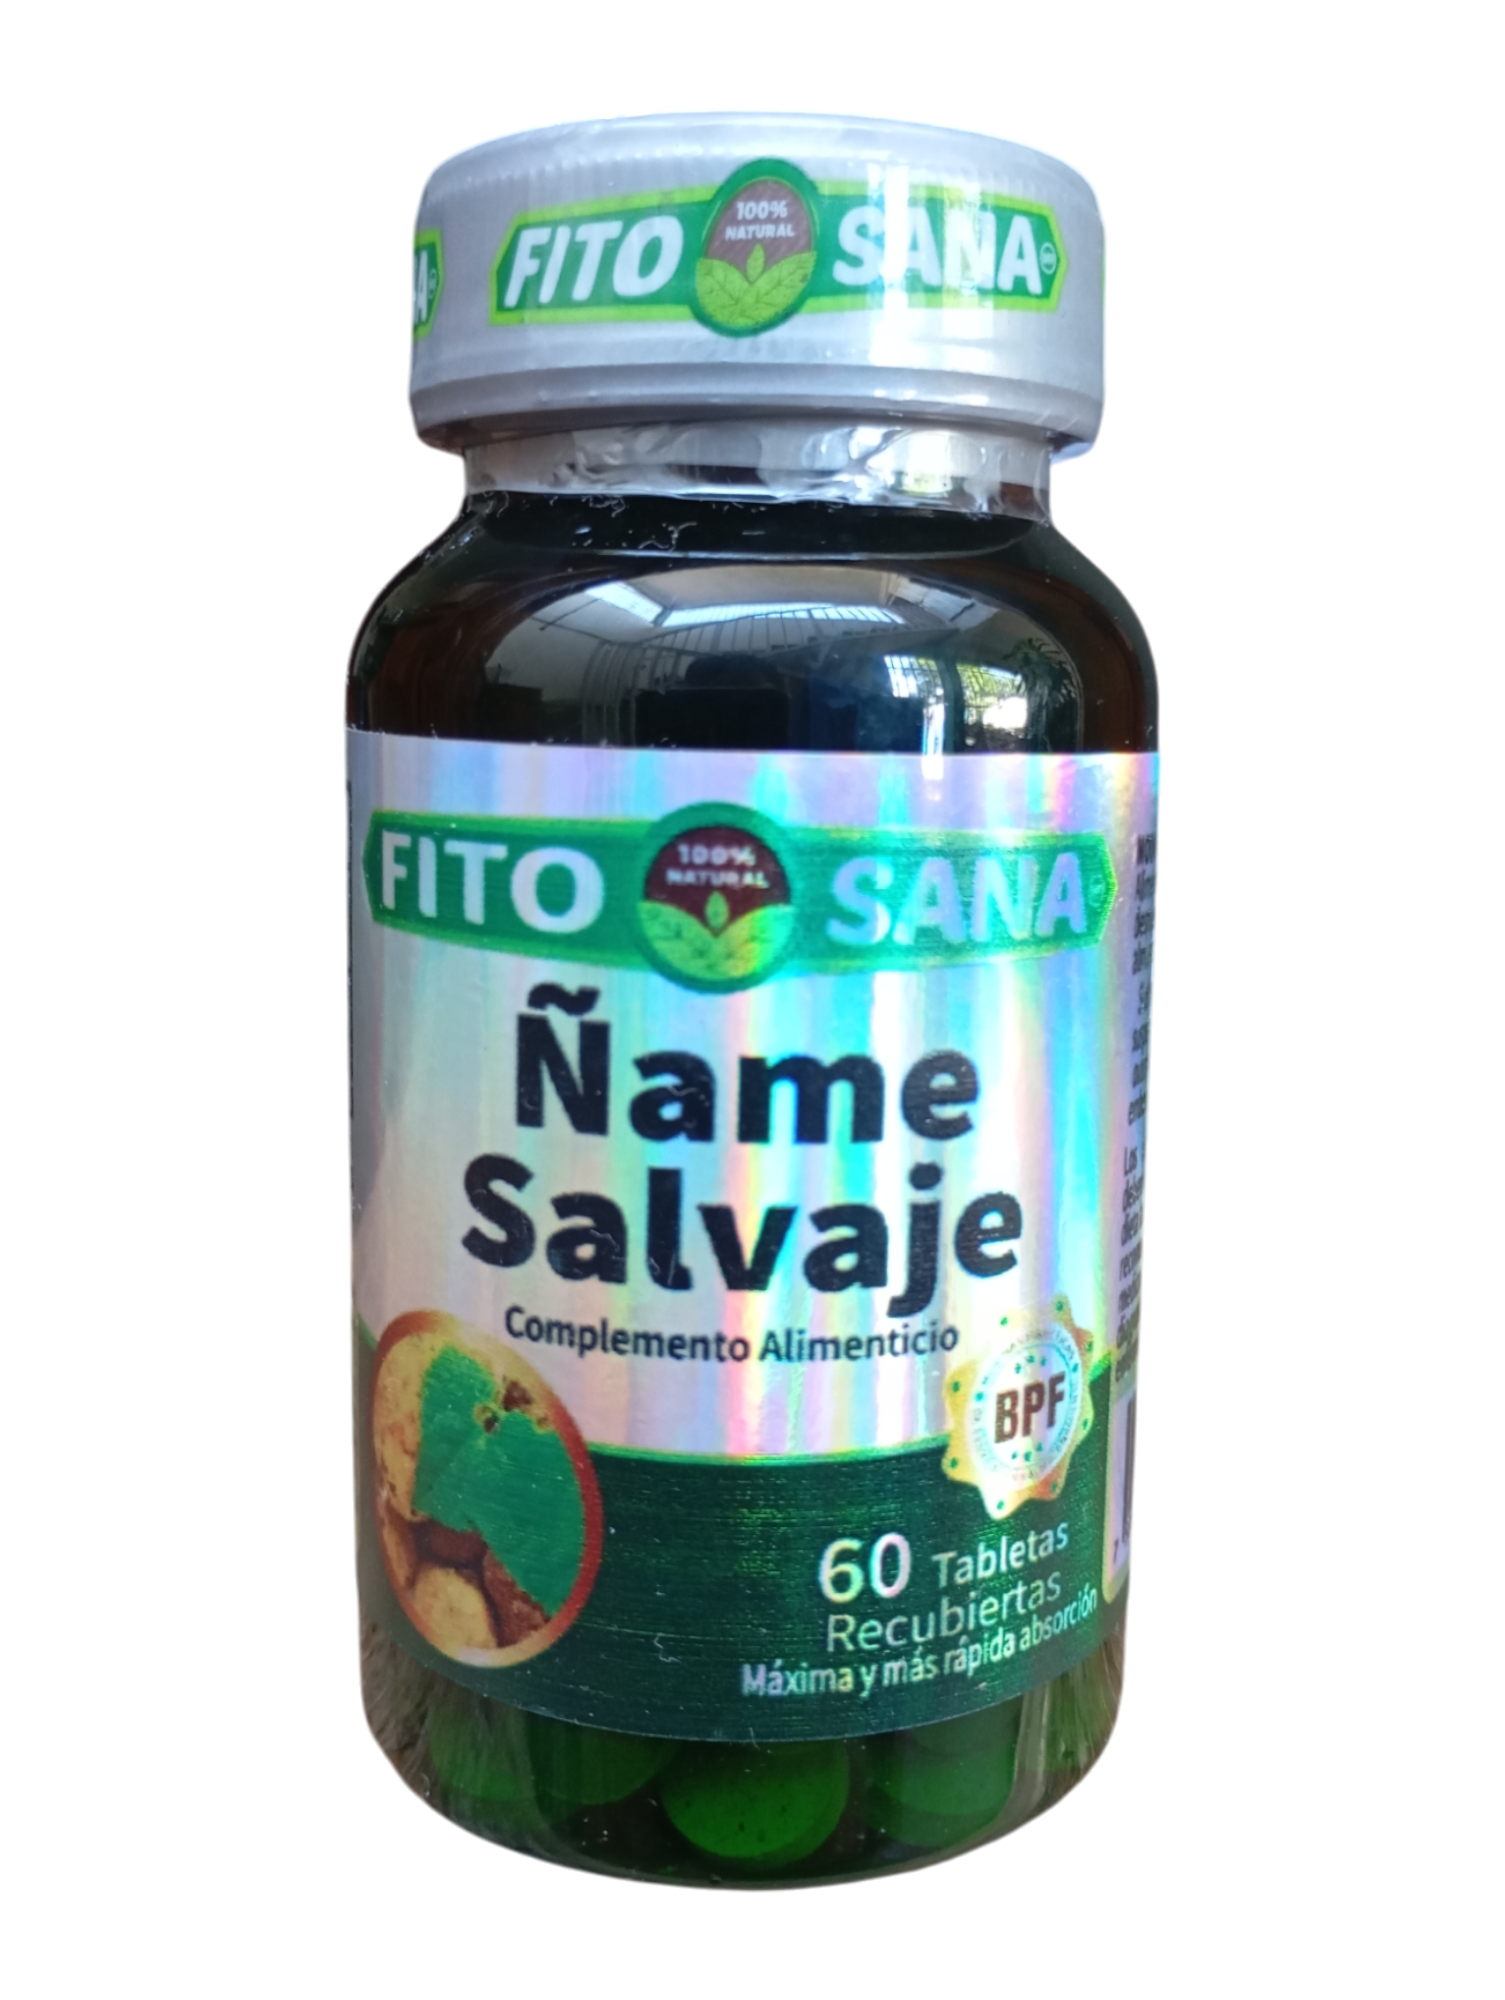 FITO 100% NATURAL SANA
FITO 100% NATURAL SANA
Ñame
Salvaje
Complemento Alimenticio
BPF
60 Tabletas
Recubiertas
Máxima y más rápida absorción